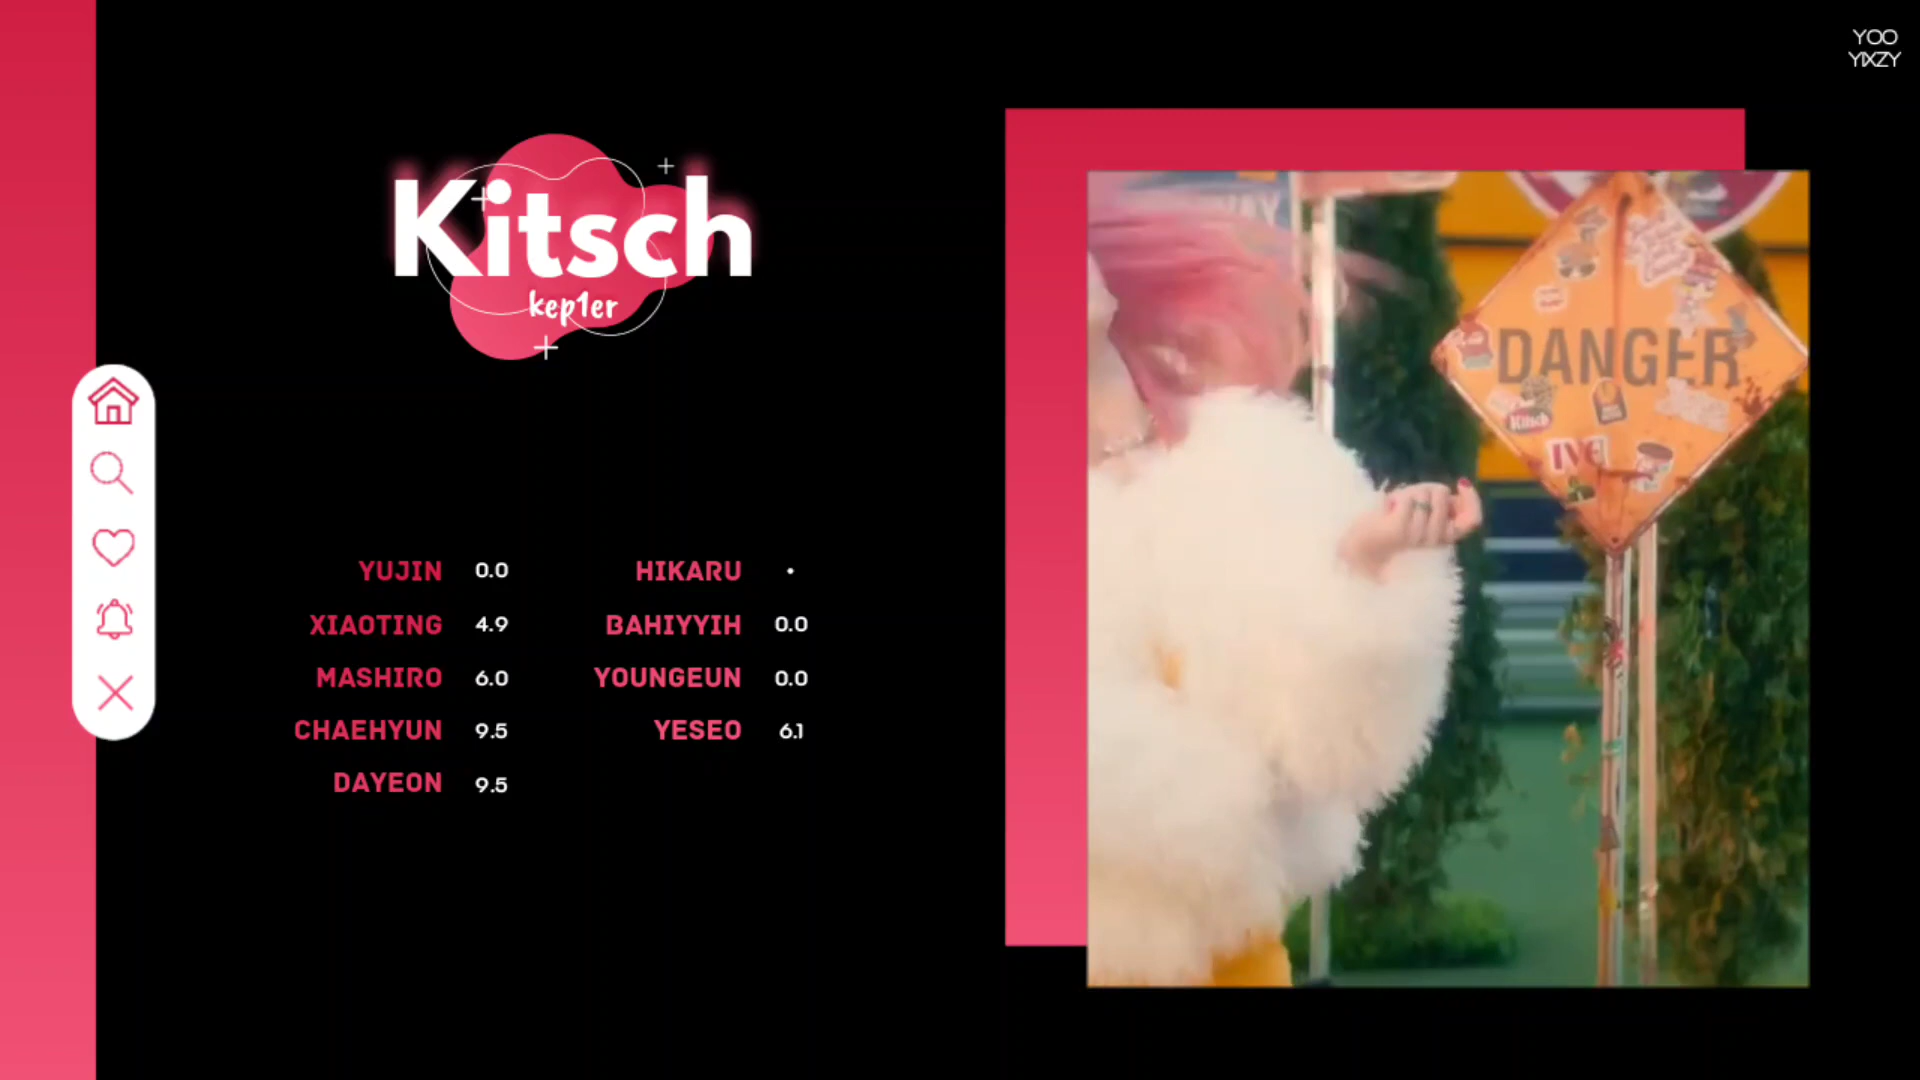 YOO
YIXZY
Kitsch
kep1er
YUJIN 0.0
XIAOTING 4.9
MASHIRO 6.0
CHAEHYUN 9.5
DAYEON 9.5
HIKARU •
BAHIYYIH 0.0
YOUNGEUN 0.0
YESEO 6.1
DANGER
Kitsch
IVE